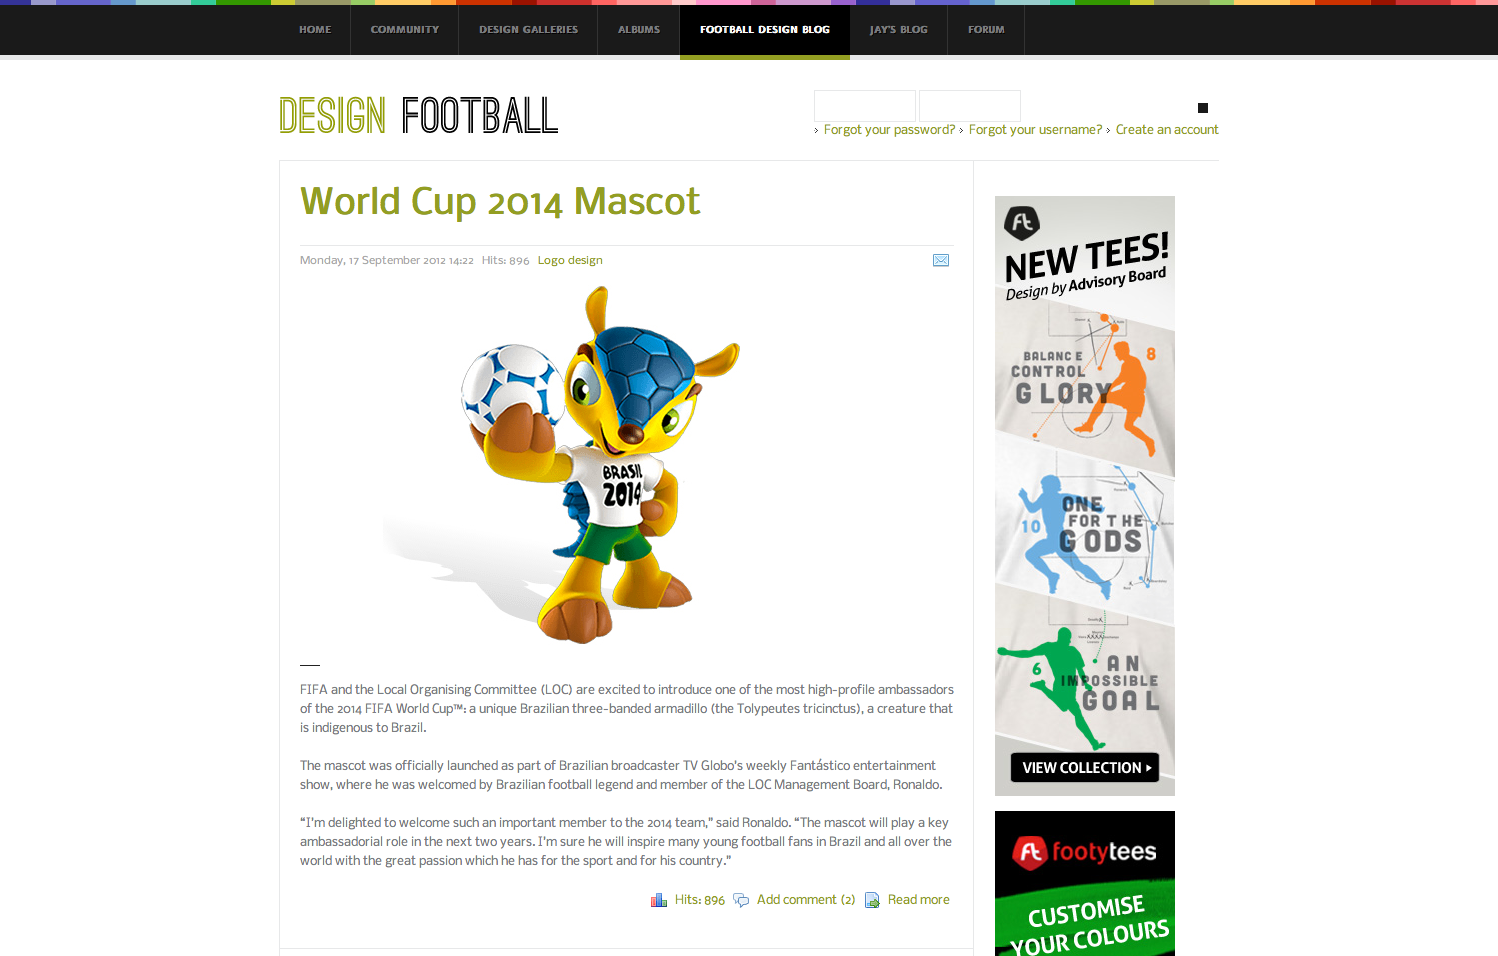 HOME
COMMUNITY
DESIGN GALLERIES
ALBUMS
FOOTBALL DESIGN BLOG
JAY'S BLOG
FORUM
DESIGN FOOTBALL
Forgot your password?
Forgot your username?
Create an account
World Cup 2014 Mascot
Monday, 17 September 2012 14:22 Hits: 896 Logo design
BRASIL
2014
FIFA and the Local Organising Committee (LOC) are excited to introduce one of the most high-profile ambassadors
of the 2014 FIFA World Cup™: a unique Brazilian three-banded armadillo (the Tolypeutes tricinctus), a creature that
is indigenous to Brazil.
The mascot was officially launched as part of Brazilian broadcaster TV Globo's weekly Fantástico entertainment
show, where he was welcomed by Brazilian football legend and member of the LOC Management Board, Ronaldo.
“I'm delighted to welcome such an important member to the 2014 team,” said Ronaldo. “The mascot will play a key
ambassadorial role in the next two years. I'm sure he will inspire many young football fans in Brazil and all over the
world with the great passion which he has for the sport and for his country.”
Hits: 896
Add comment (2)
Read more
Ft
NEW TEES!
Design by Advisory Board
BALANCE
CONTROL
GLORY
8
ONE
FOR THE
GODS
10
AN
IMPOSSIBLE
GOAL
6
VIEW COLLECTION
Ft footytees
CUSTOMISE
YOUR COLOURS